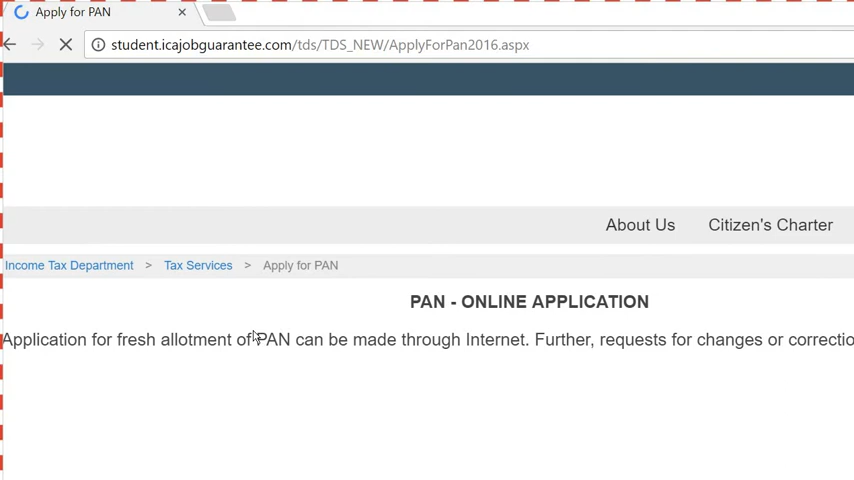 Apply for PAN
student.icajobguarantee.com/tds/TDS_NEW/ApplyForPan2016.aspx
About Us Citizen's Charter
Income Tax Department > Tax Services > Apply for PAN
PAN - ONLINE APPLICATION
Application for fresh allotment of PAN can be made through Internet. Further, requests for changes or correctio